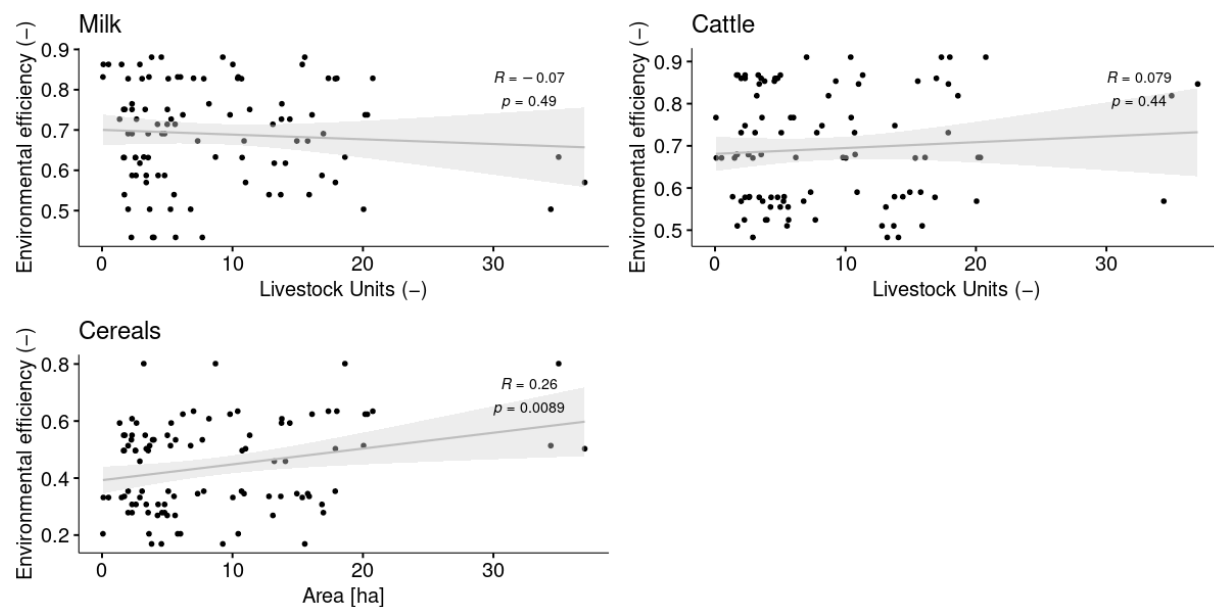 Milk
Environmental efficiency (−)
0.9
0.8
0.7
0.6
0.5
R = − 0.07
p = 0.49
0 10 20 30
Livestock Units (−)
Cattle
Environmental efficiency (−)
0.9
0.8
0.7
0.6
0.5
R = 0.079
p = 0.44
0 10 20 30
Livestock Units (−)
Cereals
Environmental efficiency (−)
0.8
0.6
0.4
0.2
R = 0.26
p = 0.0089
0 10 20 30
Area [ha]